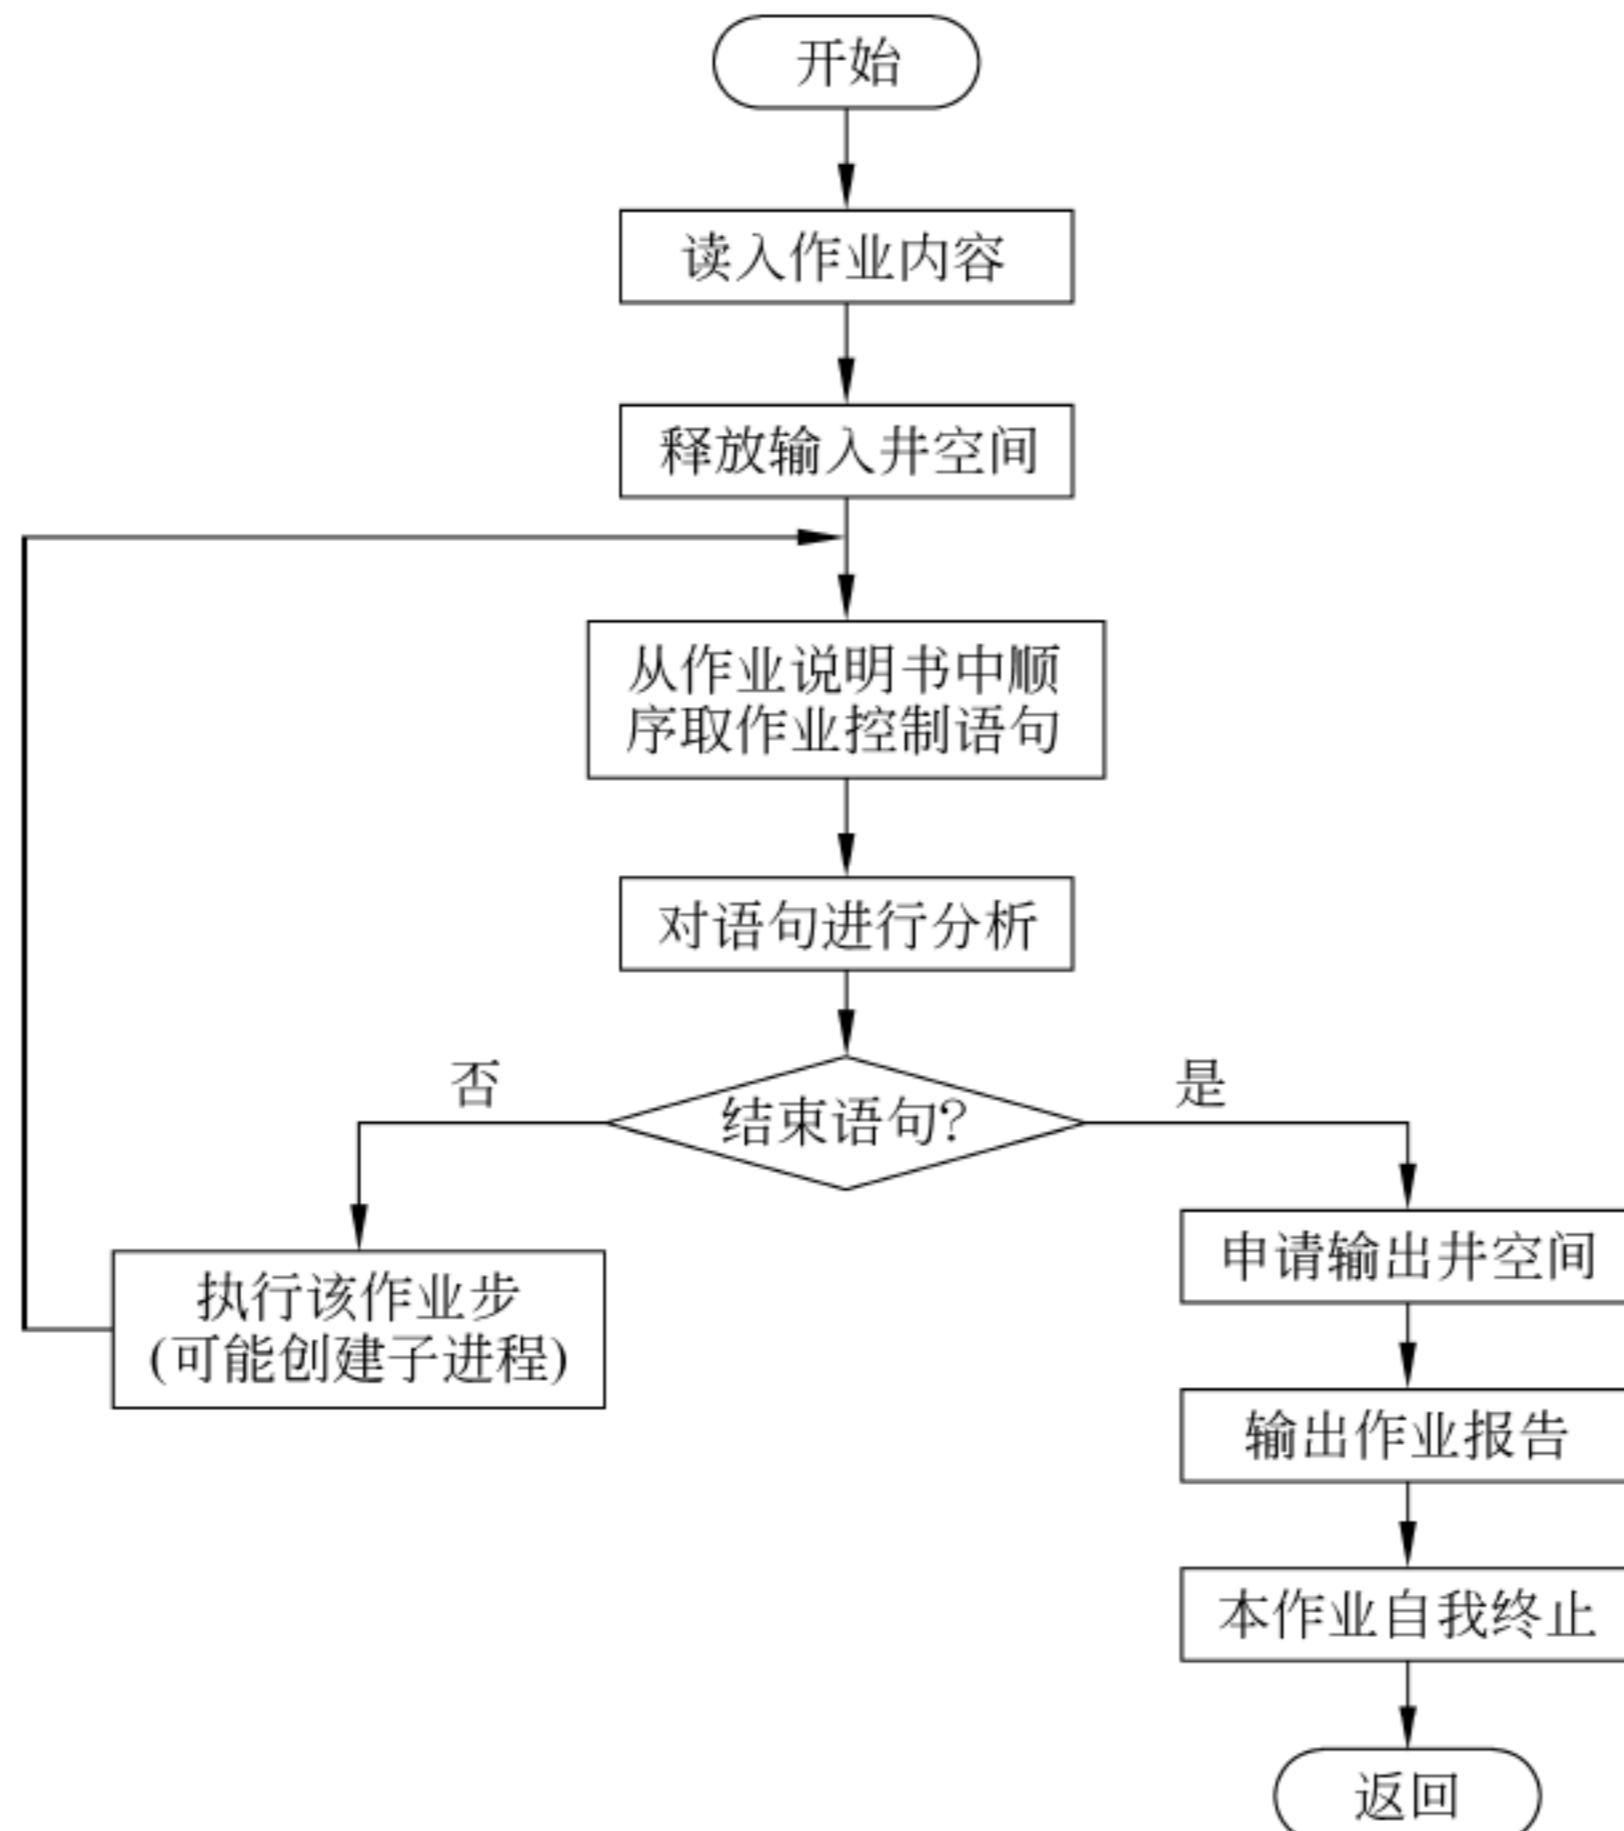 开始
读入作业内容
释放输入井空间
从作业说明书中顺
序取作业控制语句
对语句进行分析
结束语句?
否
是
执行该作业步
(可能创建子进程)
申请输出井空间
输出作业报告
本作业自我终止
返回